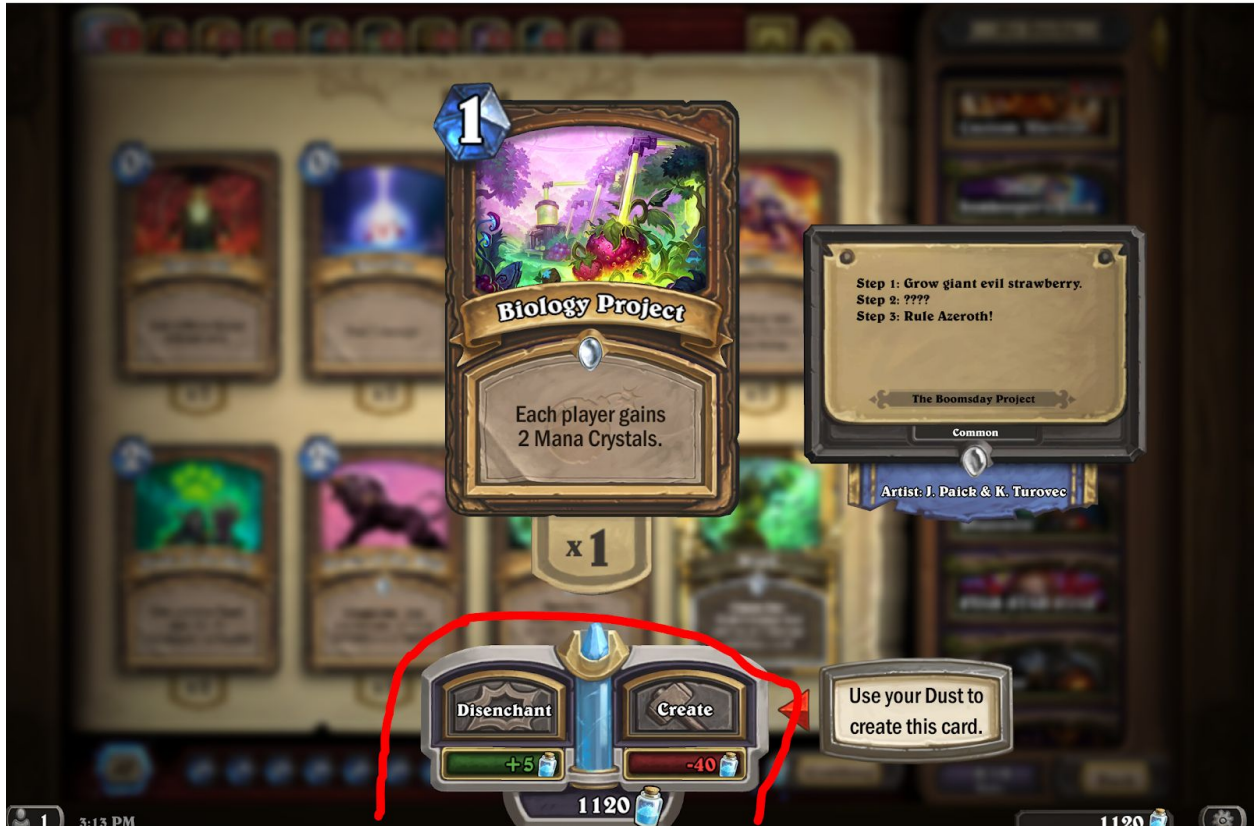 1
Biology Project
Each player gains
2 Mana Crystals.
x 1
Step 1: Grow giant evil strawberry.
Step 2: ????
Step 3: Rule Azeroth!
The Boomsday Project
Common
Artist: J. Paick & K. Turovec
Disenchant
Create
+5
-40
1120
Use your Dust to
create this card.
1
3:13 PM
1120